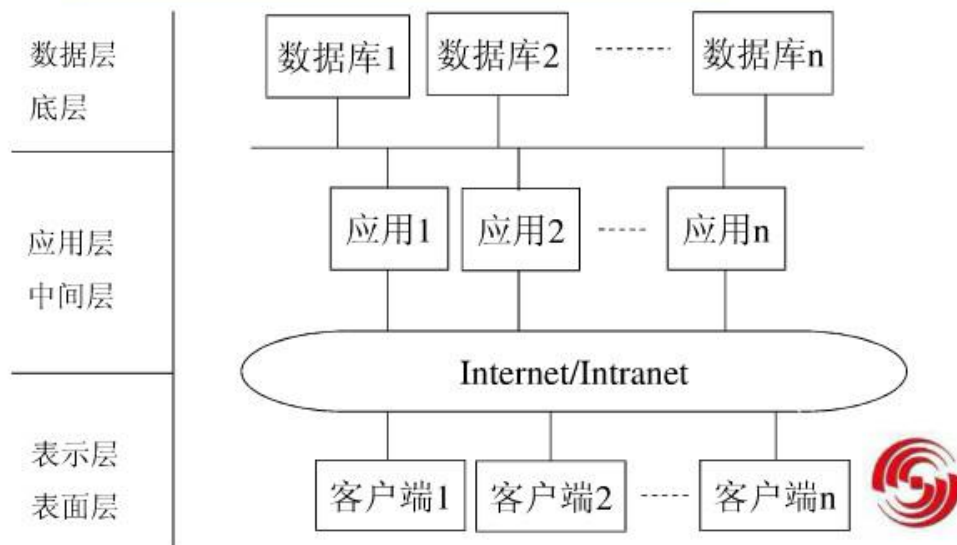 数据层
底层
数据库1
数据库2
数据库n
应用层
中间层
应用1
应用2
应用n
Internet/Intranet
表示层
表面层
客户端1
客户端2
客户端n